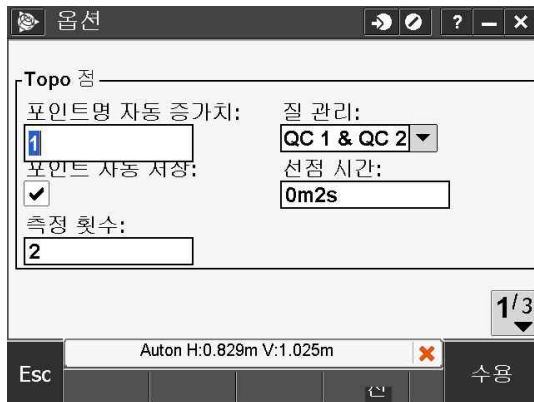 옵션
? – ×
Topo 점
포인트명 자동 증가치: 질 관리:
1 QC 1 & QC 2
포인트 자동 저장: 선점 시간:
0m2s
측정 횟수:
2
1/3
Auton H:0.829m V:1.025m
Esc 수용